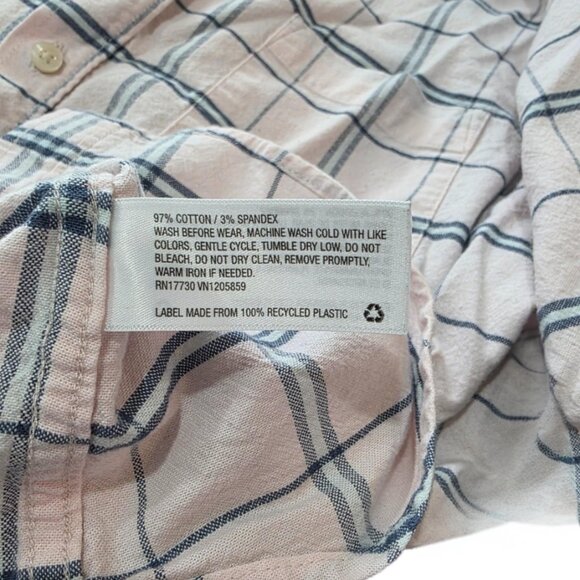 97% COTTON / 3% SPANDEX
WASH BEFORE WEAR, MACHINE WASH COLD WITH LIKE
COLORS, GENTLE CYCLE, TUMBLE DRY LOW, DO NOT
BLEACH, DO NOT DRY CLEAN, REMOVE PROMPTLY,
WARM IRON IF NEEDED.
RN17730 VN1205859
LABEL MADE FROM 100% RECYCLED PLASTIC